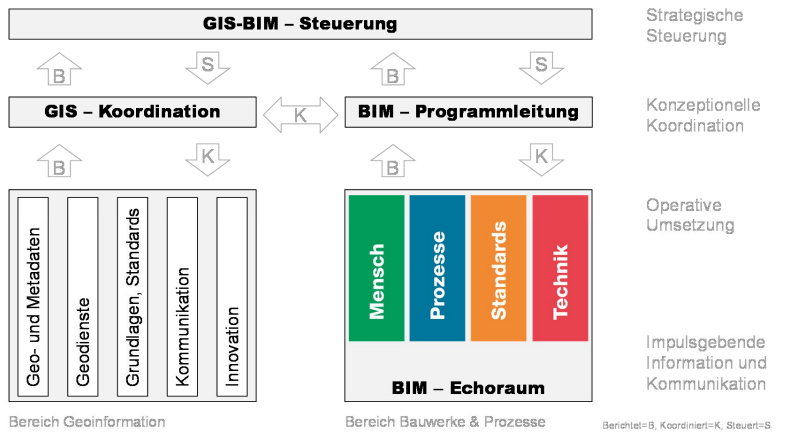 GIS-BIM – Steuerung
Strategische
Steuerung
B
S
B
S
GIS – Koordination
K
BIM – Programmleitung
Konzeptionelle
Koordination
B
K
B
K
Geo- und Metadaten
Geodienste
Grundlagen, Standards
Kommunikation
Innovation
Mensch
Prozesse
Standards
Technik
Operative
Umsetzung
BIM – Echoraum
Impulsgebende
Information und
Kommunikation
Bereich Geoinformation
Bereich Bauwerke & Prozesse
Berichtet=B, Koordiniert=K, Steuert=S